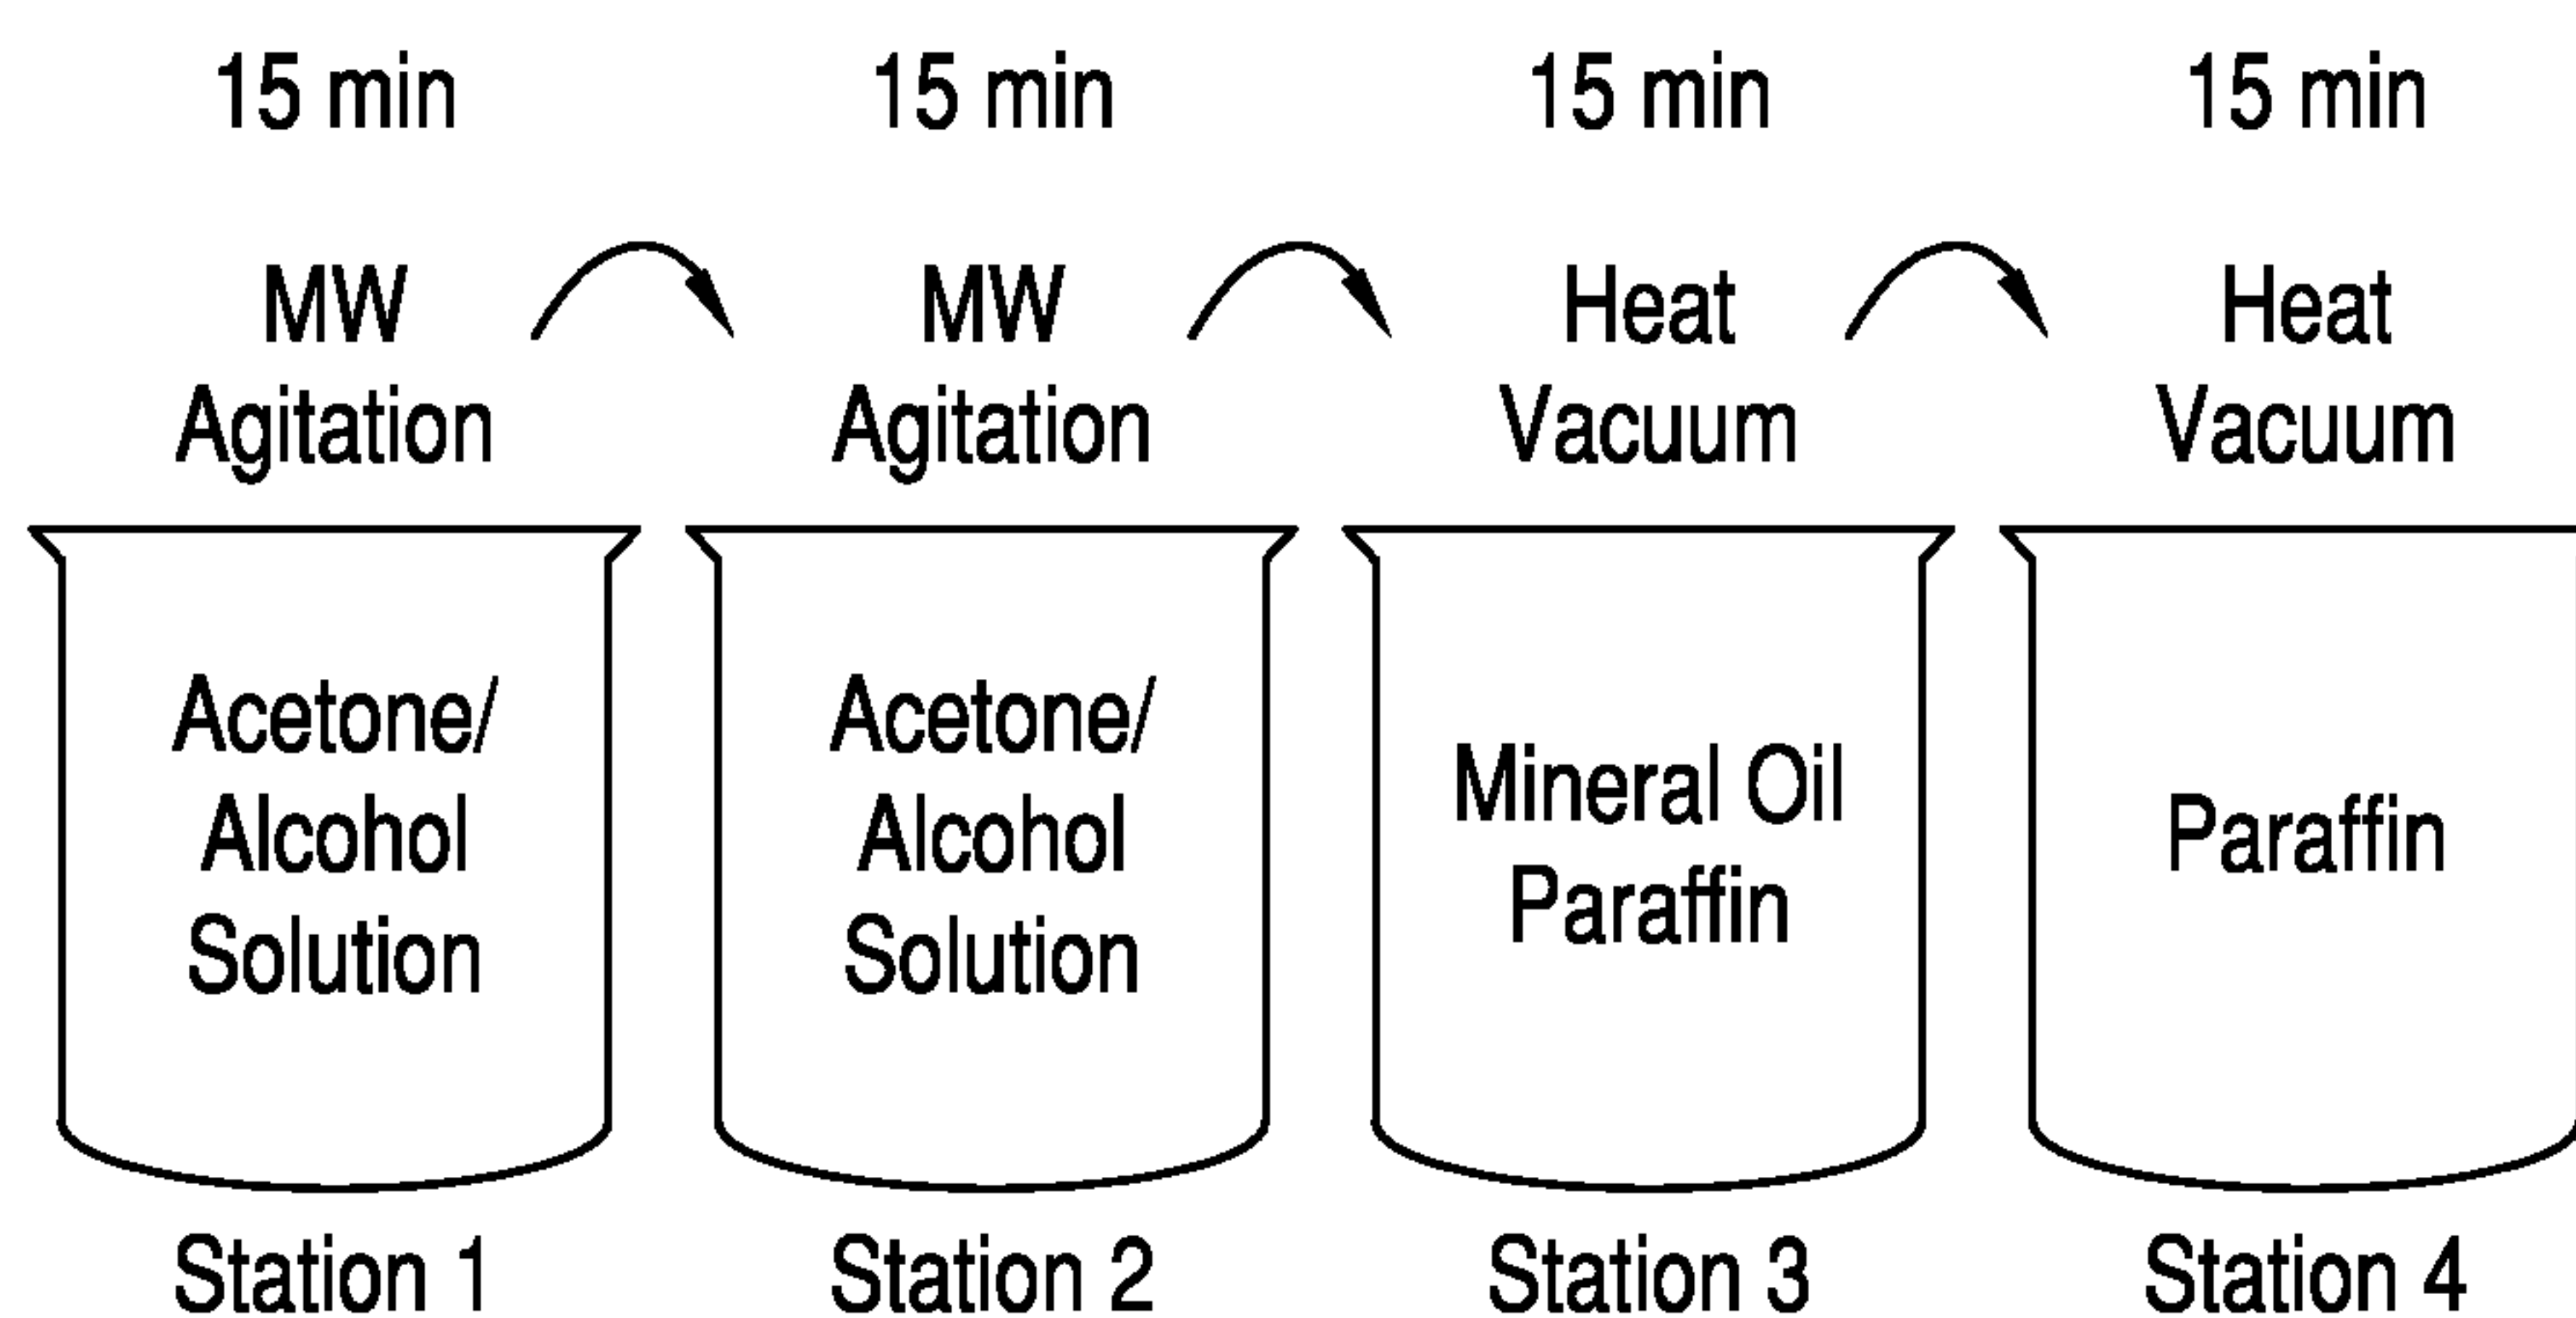 15 min
15 min
15 min
15 min
MW
Agitation
MW
Agitation
Heat
Vacuum
Heat
Vacuum
Acetone/
Alcohol
Solution
Acetone/
Alcohol
Solution
Mineral Oil
Paraffin
Paraffin
Station 1
Station 2
Station 3
Station 4